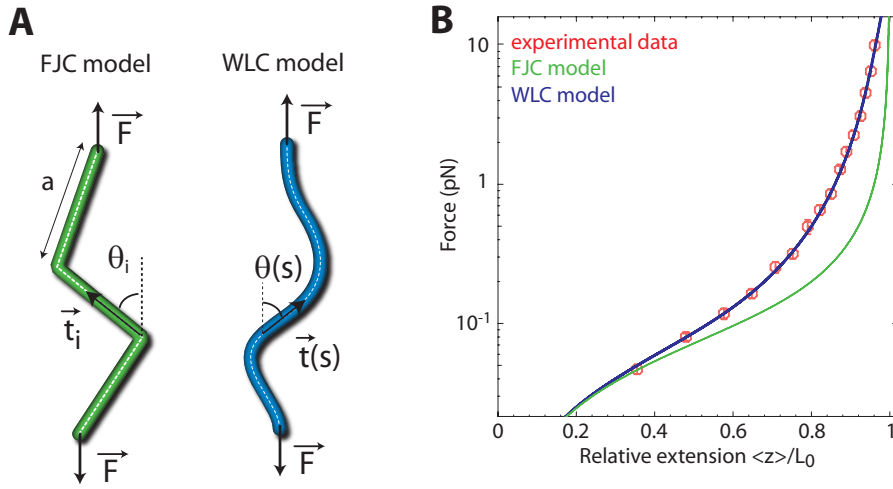 A
FJC model
WLC model
F
F
a
θi
θ(s)
ti
t(s)
F
F
B
experimental data
FJC model
WLC model
Force (pN)
10
1
10-1
0
0.2
0.4
0.6
0.8
1
Relative extension <z>/L0